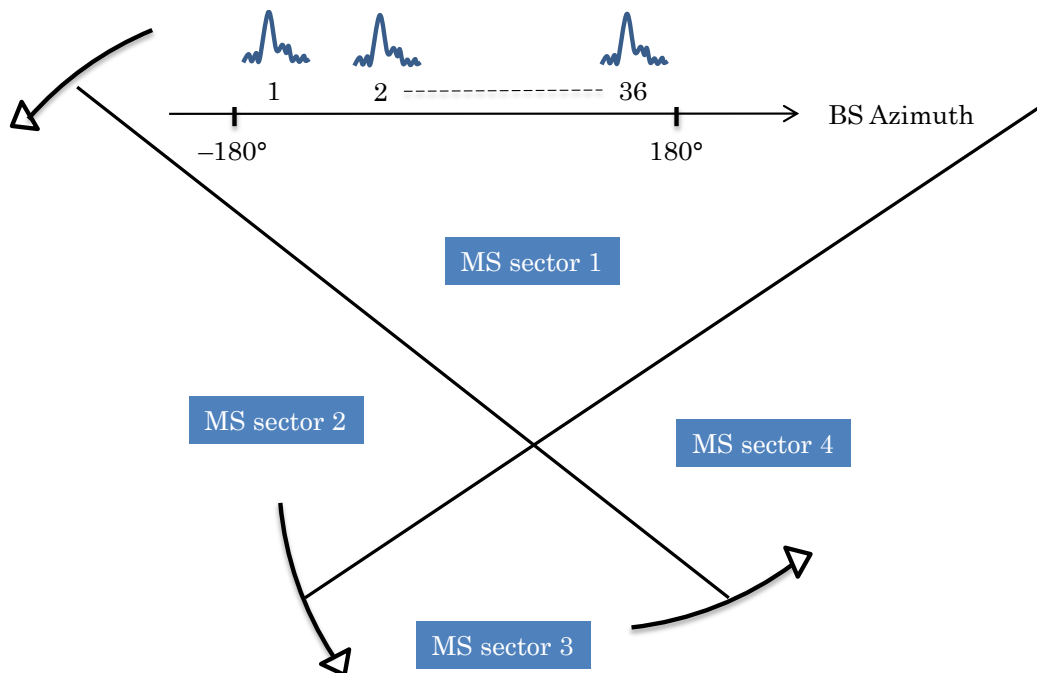 1
2
36
BS Azimuth
–180°
180°
MS sector 1
MS sector 2
MS sector 4
MS sector 3